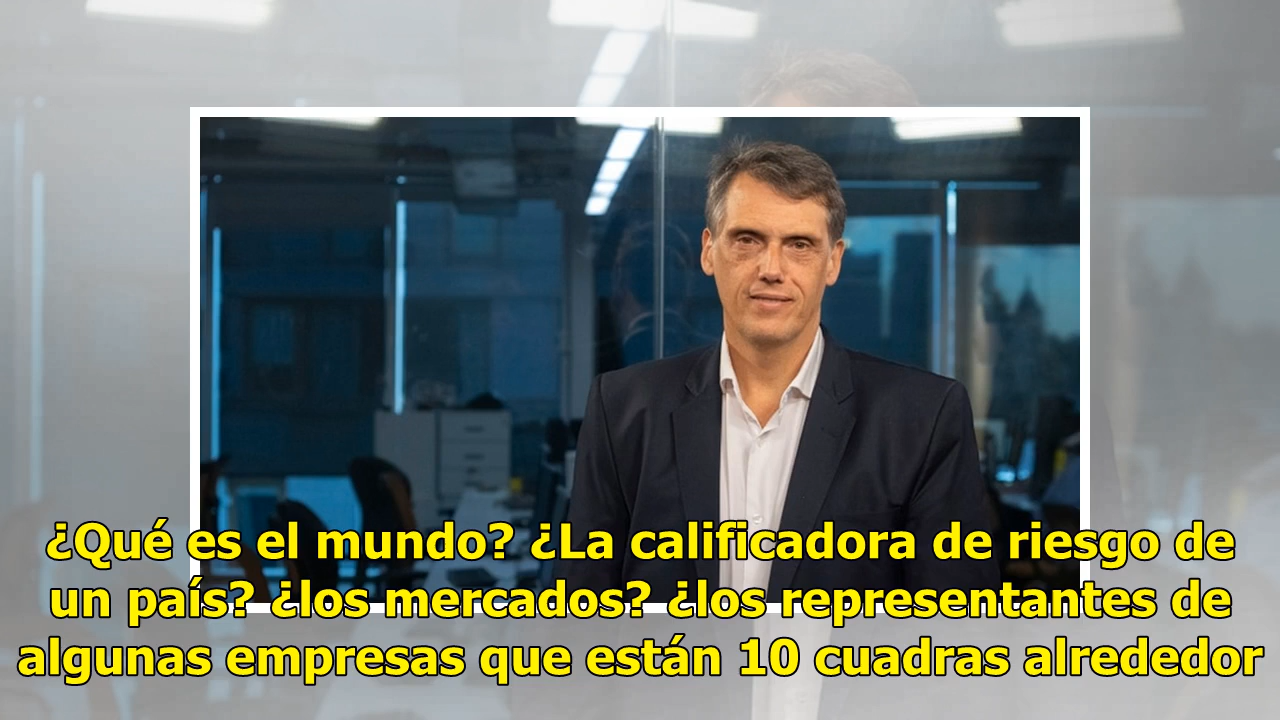 ¿Qué es el mundo? ¿La calificadora de riesgo de
un país? ¿los mercados? ¿los representantes de
algunas empresas que están 10 cuadras alrededor